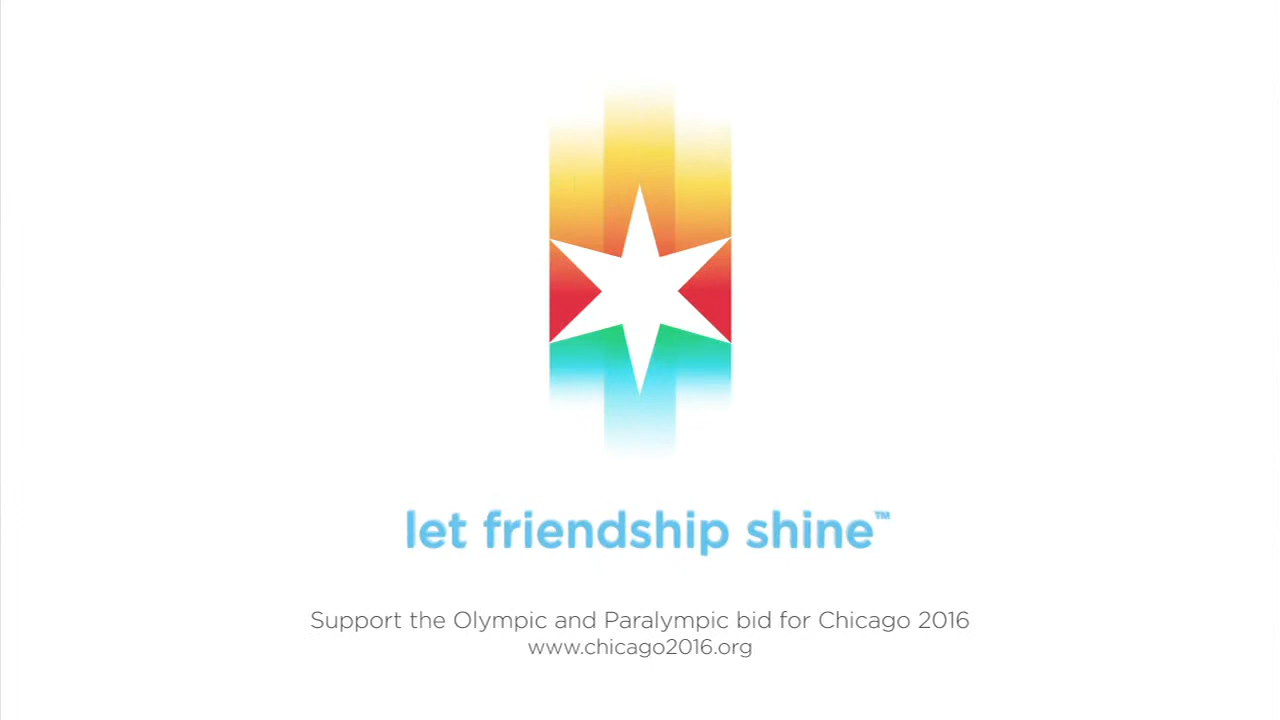 let friendship shine™
Support the Olympic and Paralympic bid for Chicago 2016
www.chicago2016.org